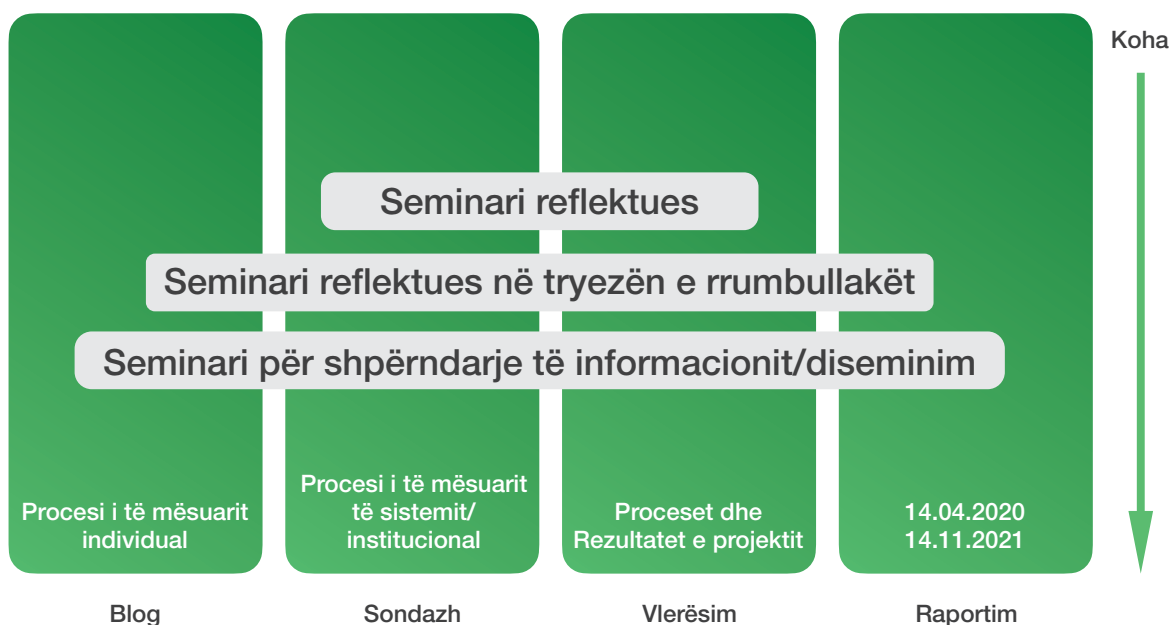 Koha
Seminari reflektues
Seminari reflektues në tryezën e rrumbullakët
Seminari për shpërndarje të informacionit/diseminim
Procesi i të mësuarit
individual
Procesi i të mësuarit
të sistemit/
institucional
Proceset dhe
Rezultatet e projektit
14.04.2020
14.11.2021
Blog
Sondazh
Vlerësim
Raportim